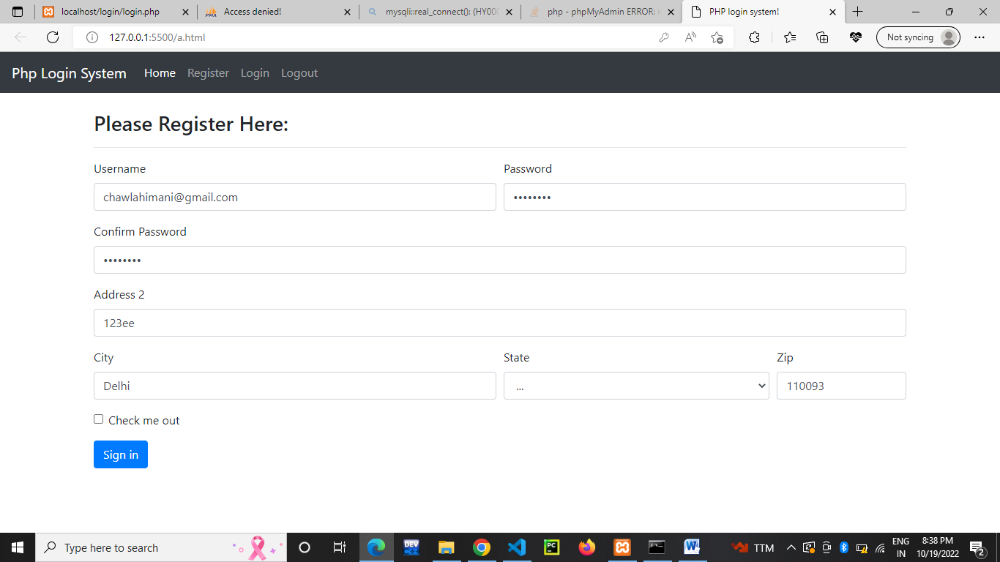 localhost/login/login.php
Access denied!
mysqli::real_connect(): (HY00
php - phpMyAdmin ERROR:
PHP login system!
127.0.0.1:5500/a.html
Not syncing
Php Login System Home Register Login Logout
Please Register Here:
Username Password
chawlahimani@gmail.com ••••••••
Confirm Password
••••••••
Address 2
123ee
City State Zip
Delhi ... 110093
Check me out
Sign in
Type here to search
DEV
PC
TTM
ENG
IN
8:38 PM
10/19/2022
2